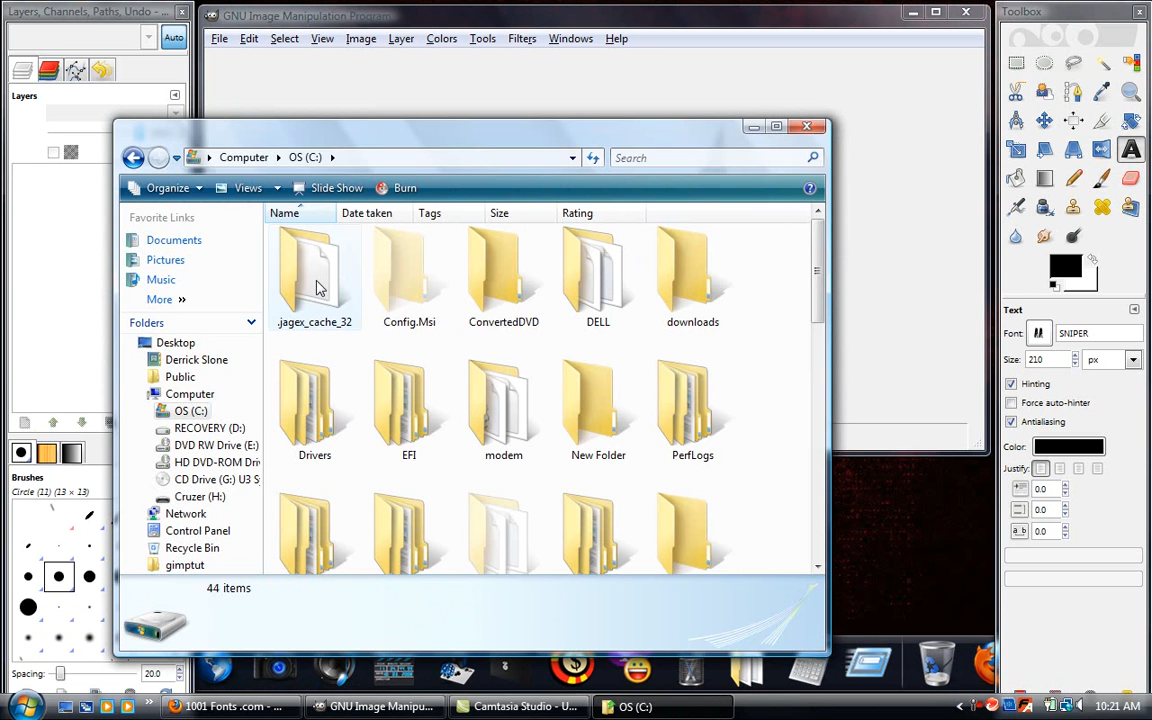 Layers, Channels, Paths, Undo - ...
Auto
Layers
GNU Image Manipulation Program
File Edit Select View Image Layer Colors Tools Filters Windows Help
Toolbox
Computer OS (C:)
Search
Organize Views Slide Show Burn
Favorite Links
Documents
Pictures
Music
More »
Folders
Desktop
Derrick Slone
Public
Computer
OS (C:)
RECOVERY (D:)
DVD RW Drive (E:)
HD DVD-ROM Dri
CD Drive (G:) U3 S
Cruzer (H:)
Network
Control Panel
Recycle Bin
gimptut
Name Date taken Tags Size Rating
.jagex_cache_32 Config.Msi ConvertedDVD DELL downloads
Drivers EFI modem New Folder PerfLogs
44 items
Brushes
Circle (11) (13 × 13)
Spacing: 20.0
Text
Font: SNIPER
Size: 210 px
Hinting
Force auto-hinter
Antialiasing
Color:
Justify:
0.0
0.0
a b 0.0
1001 Fonts .com - ... GNU Image Manipul... Camtasia Studio - U... OS (C:) 10:21 AM